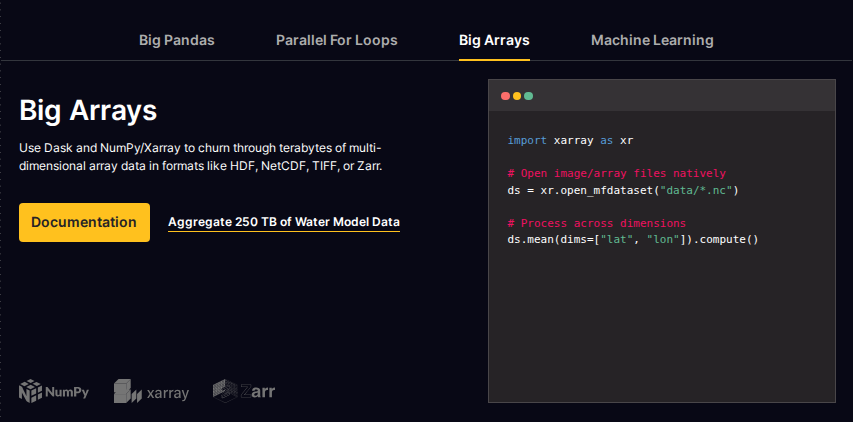 Big Pandas
Parallel For Loops
Big Arrays
Machine Learning
Big Arrays
Use Dask and NumPy/Xarray to churn through terabytes of multi-
dimensional array data in formats like HDF, NetCDF, TIFF, or Zarr.
Documentation
Aggregate 250 TB of Water Model Data
import xarray as xr
# Open image/array files natively
ds = xr.open_mfdataset("data/*.nc")
# Process across dimensions
ds.mean(dims=["lat", "lon"]).compute()
NumPy
xarray
Zarr